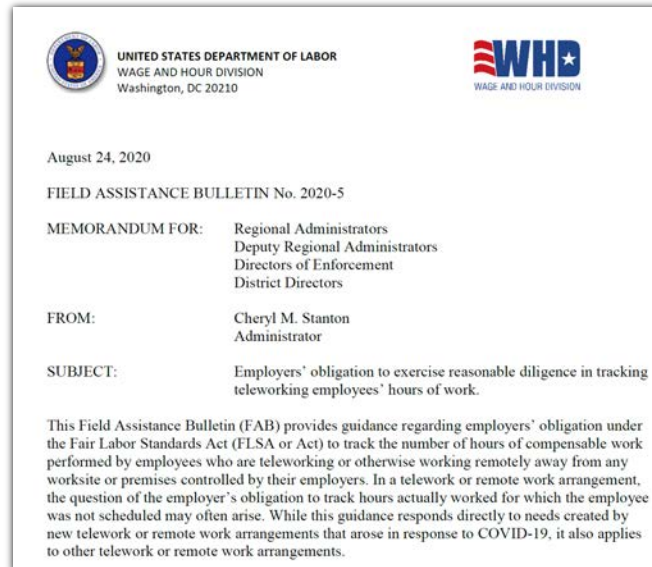 UNITED STATES DEPARTMENT OF LABOR
WAGE AND HOUR DIVISION
Washington, DC 20210
WHD
WAGE AND HOUR DIVISION
August 24, 2020
FIELD ASSISTANCE BULLETIN No. 2020-5
MEMORANDUM FOR: Regional Administrators
Deputy Regional Administrators
Directors of Enforcement
District Directors
FROM: Cheryl M. Stanton
Administrator
SUBJECT: Employers' obligation to exercise reasonable diligence in tracking
teleworking employees' hours of work.
This Field Assistance Bulletin (FAB) provides guidance regarding employers' obligation under
the Fair Labor Standards Act (FLSA or Act) to track the number of hours of compensable work
performed by employees who are teleworking or otherwise working remotely away from any
worksite or premises controlled by their employers. In a telework or remote work arrangement,
the question of the employer's obligation to track hours actually worked for which the employee
was not scheduled may often arise. While this guidance responds directly to needs created by
new telework or remote work arrangements that arose in response to COVID-19, it also applies
to other telework or remote work arrangements.